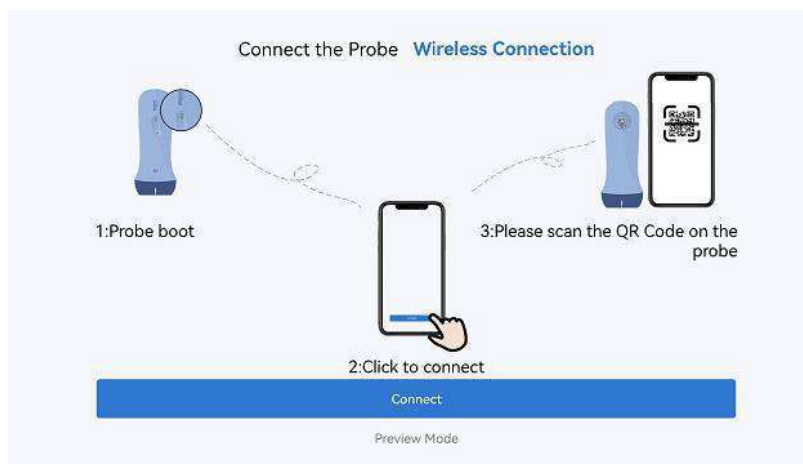 Connect the Probe Wireless Connection
1:Probe boot
3:Please scan the QR Code on the
probe
2:Click to connect
Connect
Preview Mode